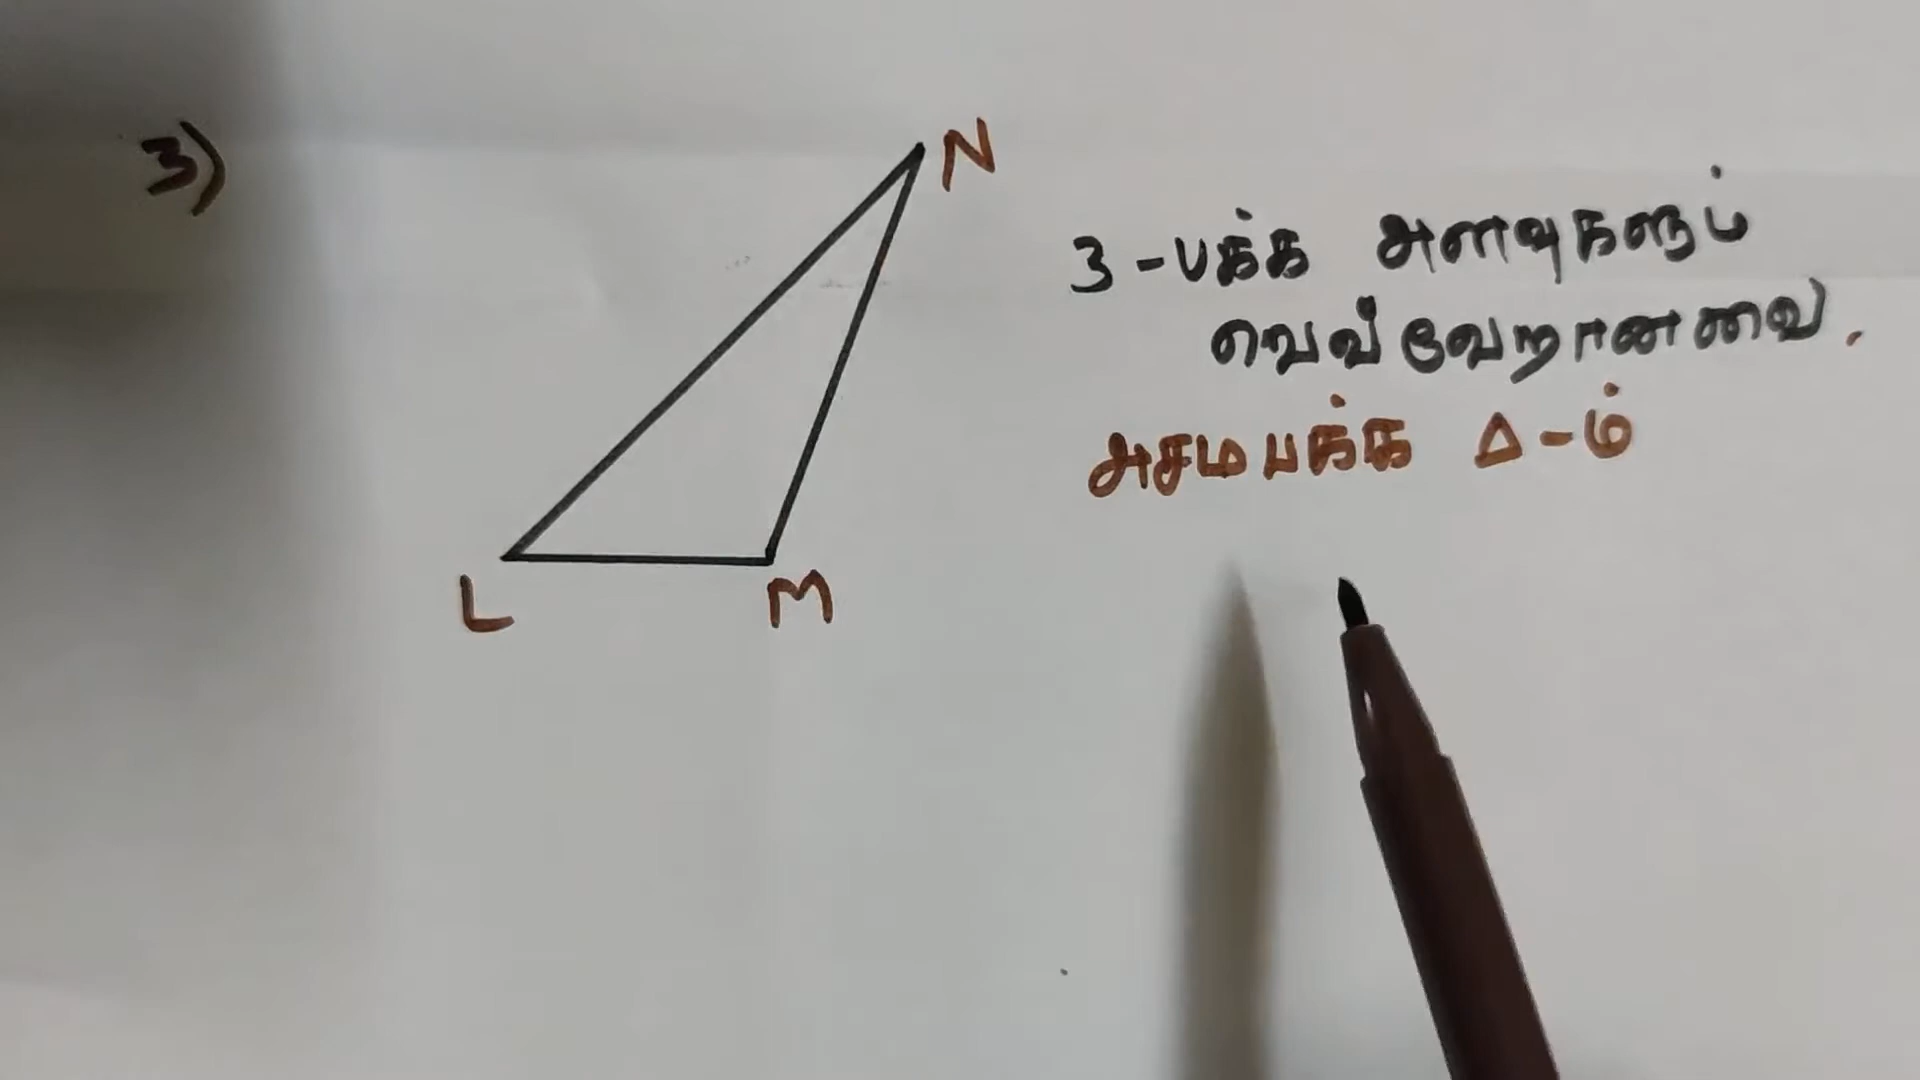 3)
N
3-பக்க அளவுகளும்
வெவ்வேறானவை.
அசமபக்க Δ-ம்
L
M